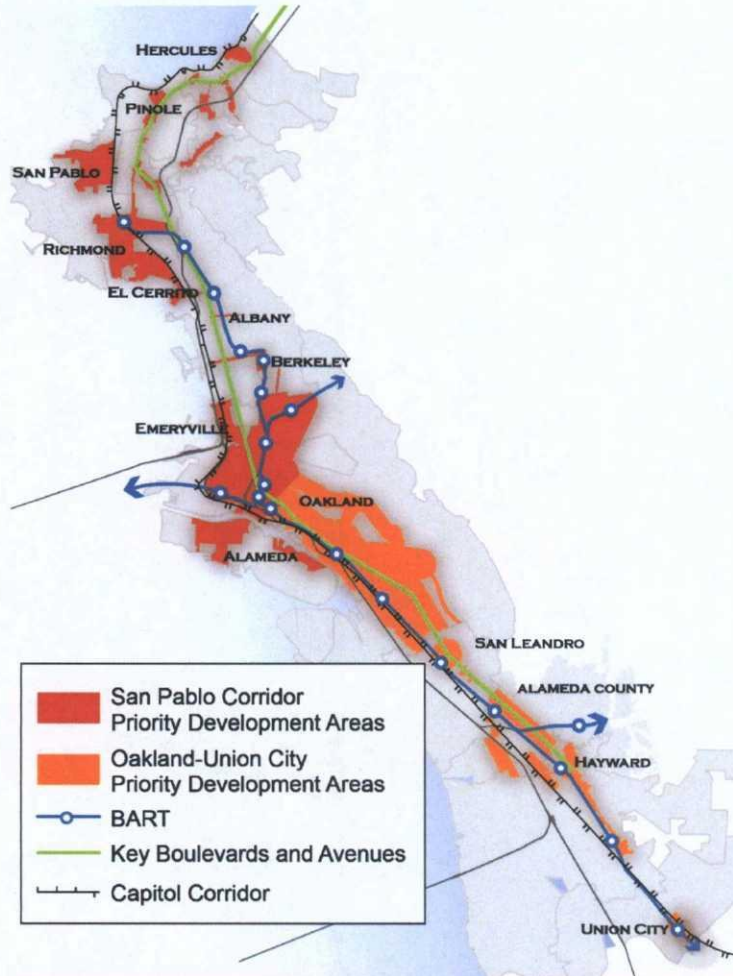 HERCULES
PINOLE
SAN PABLO
RICHMOND
EL CERRITO
ALBANY
BERKELEY
EMERYVILLE
OAKLAND
ALAMEDA
SAN LEANDRO
ALAMEDA COUNTY
HAYWARD
UNION CITY
San Pablo Corridor
Priority Development Areas
Oakland-Union City
Priority Development Areas
BART
Key Boulevards and Avenues
Capitol Corridor